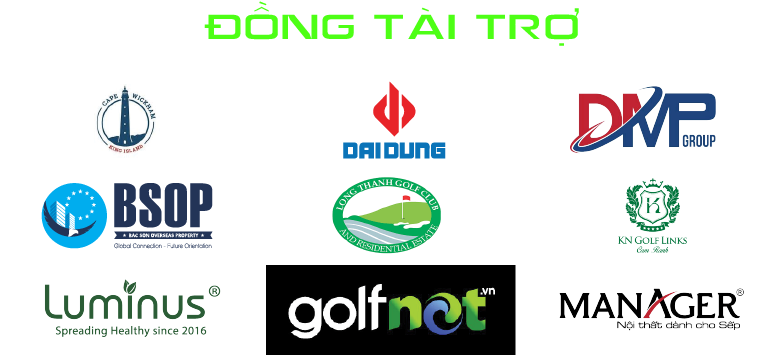 ĐỒNG TÀI TRỢ
CAPE WICKHAM
KING ISLAND
DAI DUNG
DMP
GROUP
BSOP
★ BAC SON OVERSEAS PROPERTY ★
Global Connection - Future Orientation
LONG THANH GOLF CLUB
AND RESIDENTIAL ESTATE
KN GOLF LINKS
Cam Ranh
Luminus®
Spreading Healthy since 2016
golfnet.vn
MANAGER®
Nội thất dành cho Sếp